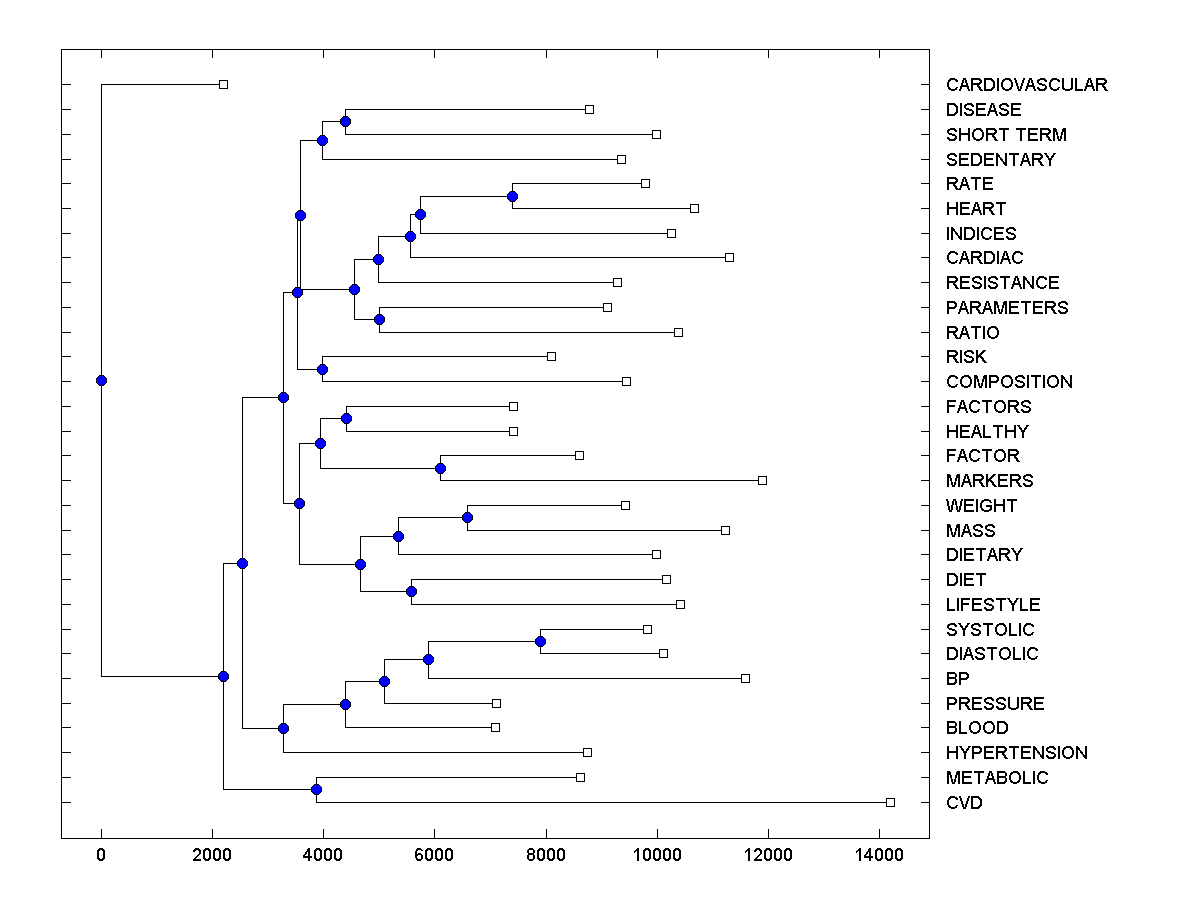 CARDIOVASCULAR
DISEASE
SHORT TERM
SEDENTARY
RATE
HEART
INDICES
CARDIAC
RESISTANCE
PARAMETERS
RATIO
RISK
COMPOSITION
FACTORS
HEALTHY
FACTOR
MARKERS
WEIGHT
MASS
DIETARY
DIET
LIFESTYLE
SYSTOLIC
DIASTOLIC
BP
PRESSURE
BLOOD
HYPERTENSION
METABOLIC
CVD
0 2000 4000 6000 8000 10000 12000 14000